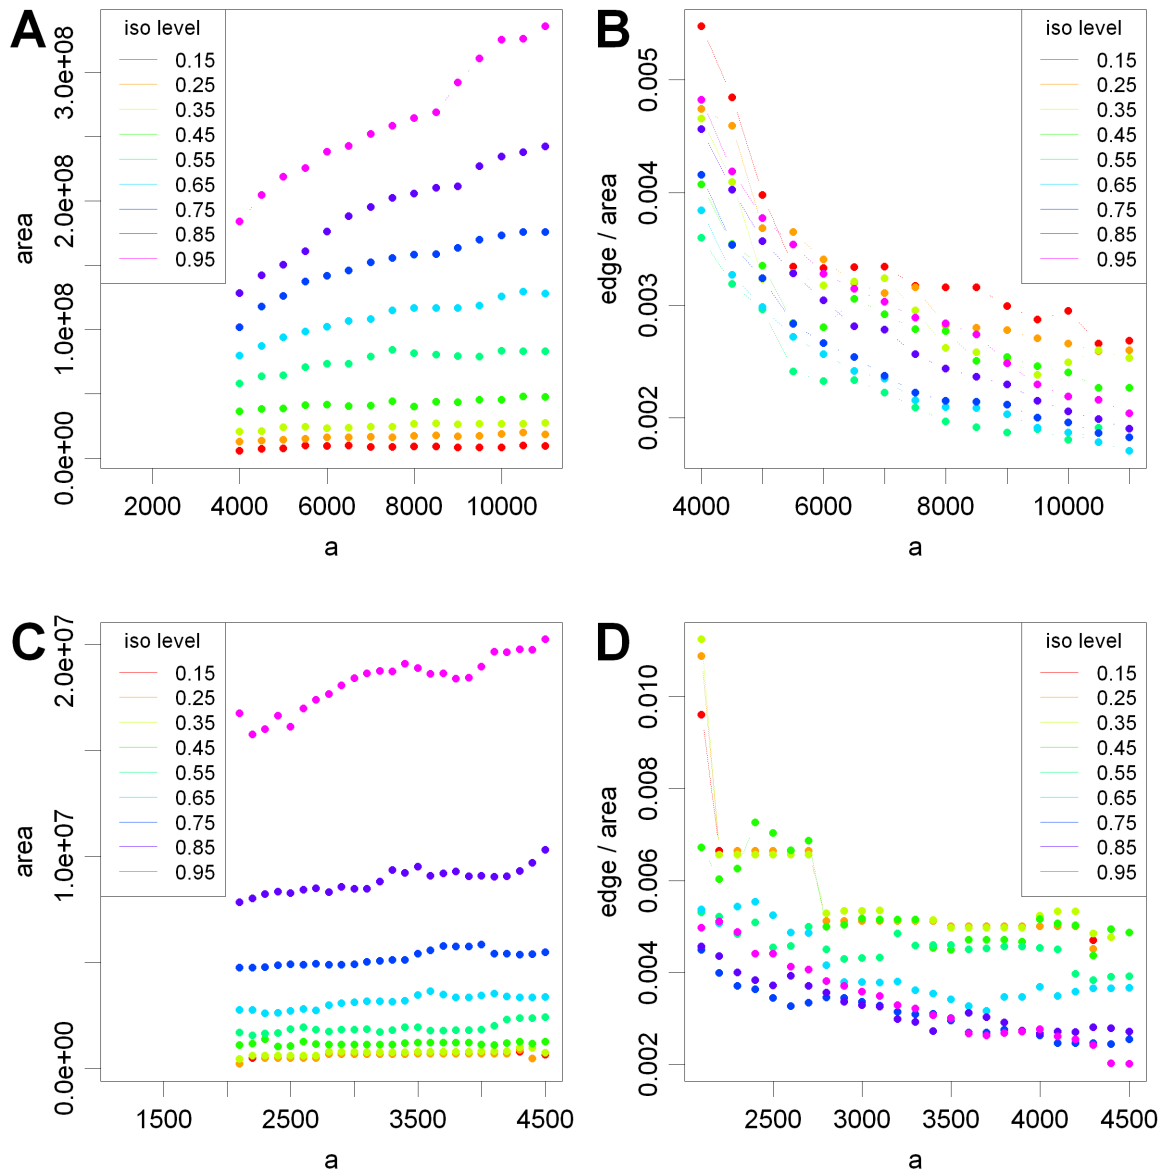 A
iso level
0.15
0.25
0.35
0.45
0.55
0.65
0.75
0.85
0.95
area
0.0e+00
1.0e+08
2.0e+08
3.0e+08
2000 4000 6000 8000 10000
a
B
iso level
0.15
0.25
0.35
0.45
0.55
0.65
0.75
0.85
0.95
edge / area
0.002
0.003
0.004
0.005
4000 6000 8000 10000
a
C
iso level
0.15
0.25
0.35
0.45
0.55
0.65
0.75
0.85
0.95
area
0.0e+00
1.0e+07
2.0e+07
1500 2500 3500 4500
a
D
iso level
0.15
0.25
0.35
0.45
0.55
0.65
0.75
0.85
0.95
edge / area
0.002
0.004
0.006
0.008
0.010
2500 3000 3500 4000 4500
a